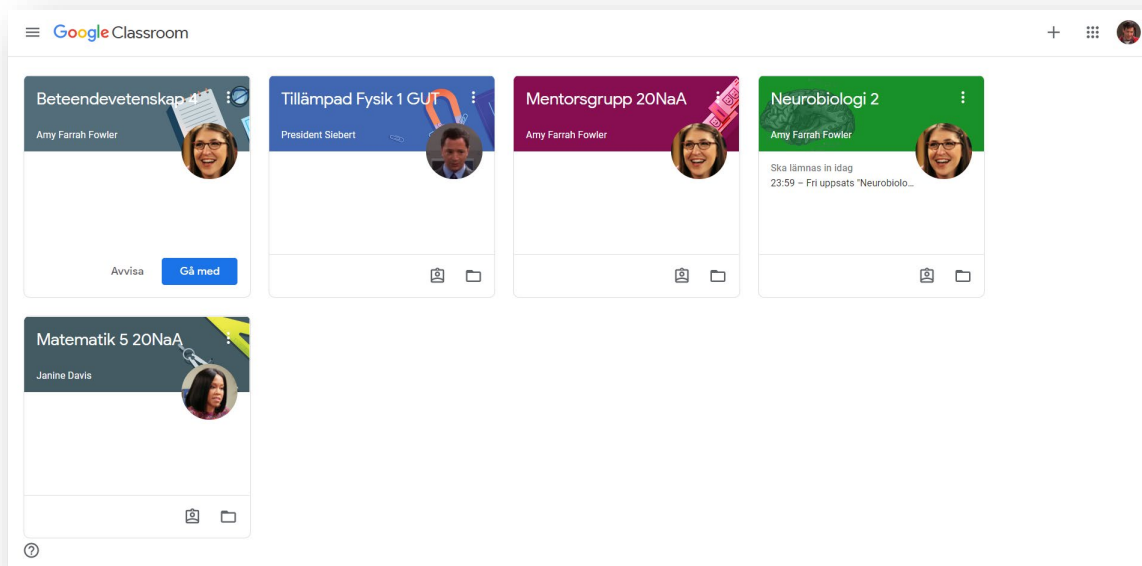 Google Classroom
Beteendevetenskap 4
Amy Farrah Fowler
Avvisa
Gå med
Tillämpad Fysik 1 GUT
President Siebert
Mentorsgrupp 20NaA
Amy Farrah Fowler
Neurobiologi 2
Amy Farrah Fowler
Ska lämnas in idag
23:59 – Fri uppsats "Neurobiolo...
Matematik 5 20NaA
Janine Davis